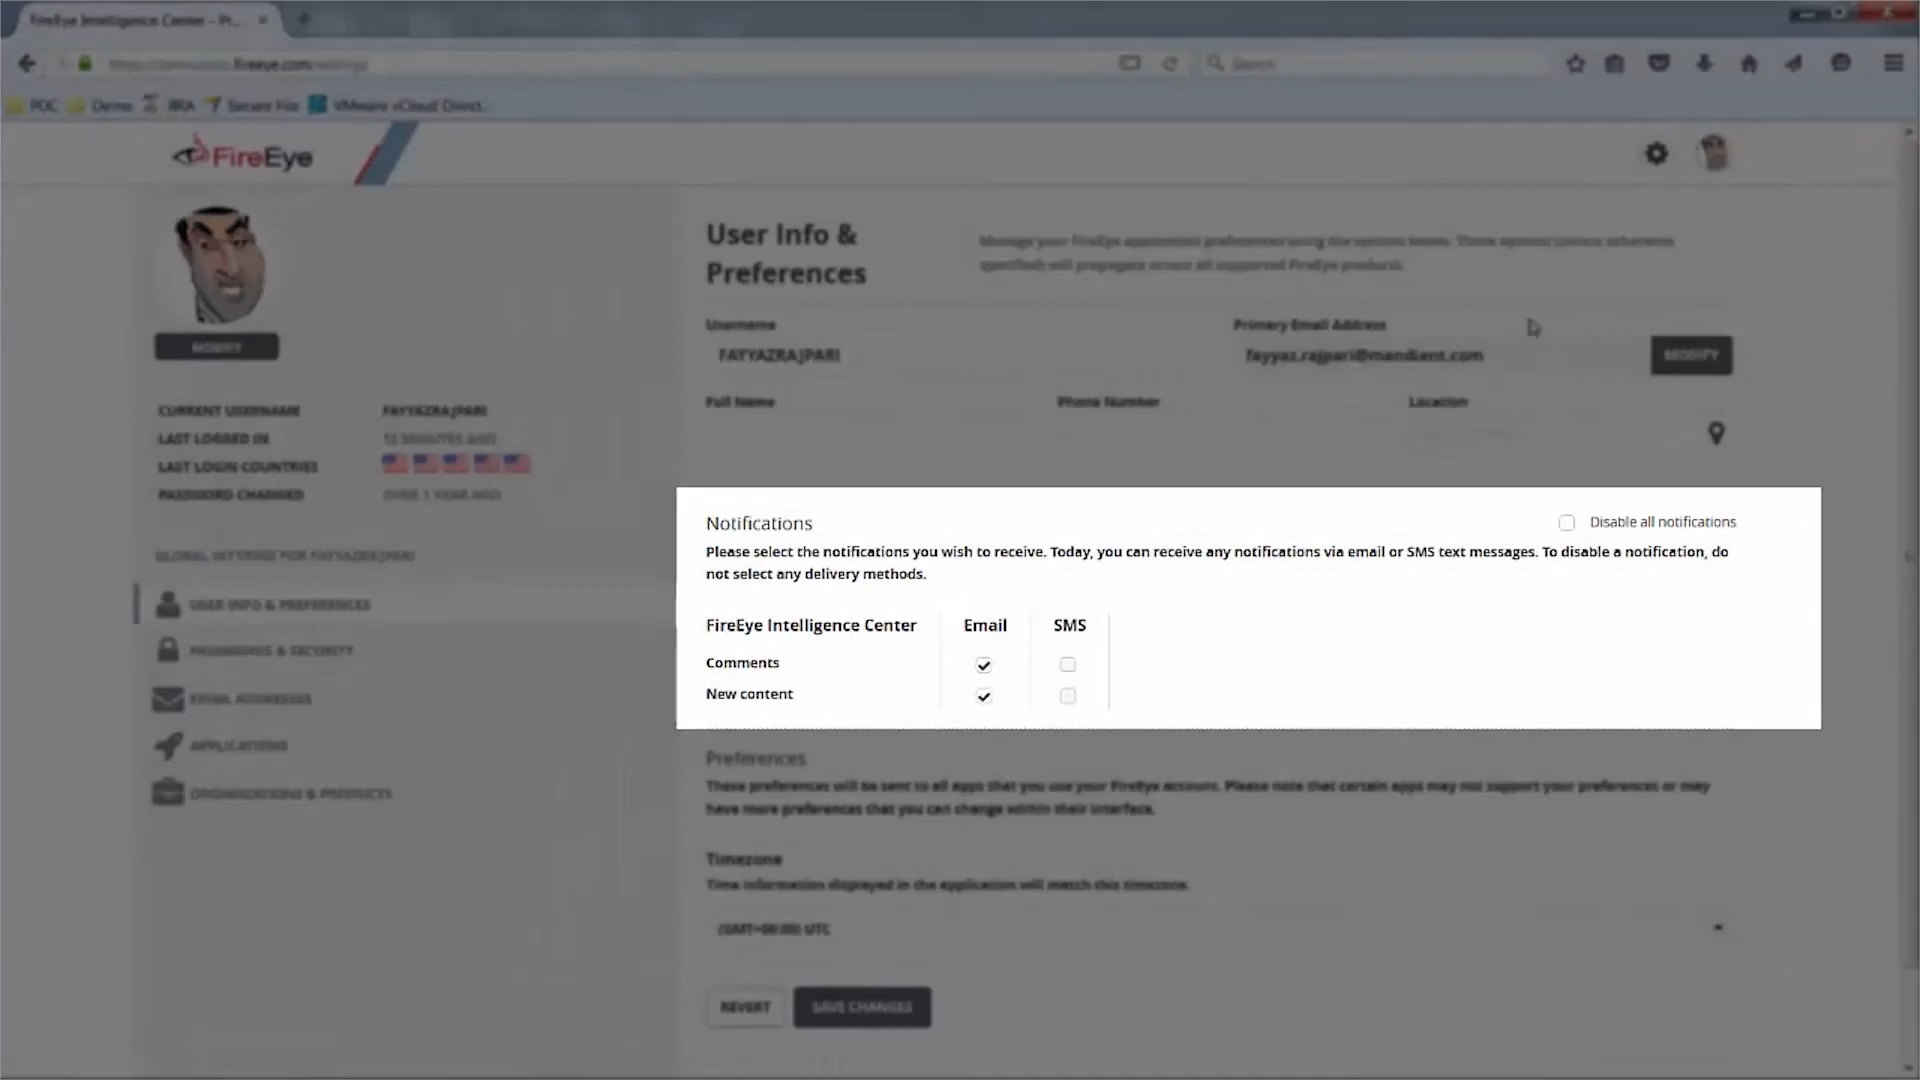 FireEye Intelligence Center - Pr...
fireeye.com/settings
Search
POC Demo BRA Secure File VMware vCloud Direct...
FireEye
User Info &
Preferences
Manage your FireEye application preferences using the options below. These options (unless otherwise
specified) will propagate across all supported FireEye products.
MODIFY
Username
FAYYAZRAJPARI
Primary Email Address
fayyaz.rajpari@mandiant.com
MODIFY
Full Name
Phone Number
Location
CURRENT USERNAME FAYYAZRAJPARI
LAST LOGGED IN 12 MINUTES AGO
LAST LOGIN COUNTRIES
PASSWORD CHANGED OVER 1 YEAR AGO
GLOBAL SETTINGS FOR FAYYAZRAJPARI
USER INFO & PREFERENCES
PASSWORDS & SECURITY
EMAIL ADDRESSES
APPLICATIONS
ORGANIZATIONS & PRODUCTS
Notifications
Disable all notifications
Please select the notifications you wish to receive. Today, you can receive any notifications via email or SMS text messages. To disable a notification, do
not select any delivery methods.
FireEye Intelligence Center Email SMS
Comments
New content
Preferences
These preferences will be sent to all apps that you use your FireEye account. Please note that certain apps may not support your preferences or may
have more preferences that you can change within their interface.
Timezone
Time information displayed in the application will match this timezone.
(GMT+00:00) UTC
REVERT
SAVE CHANGES